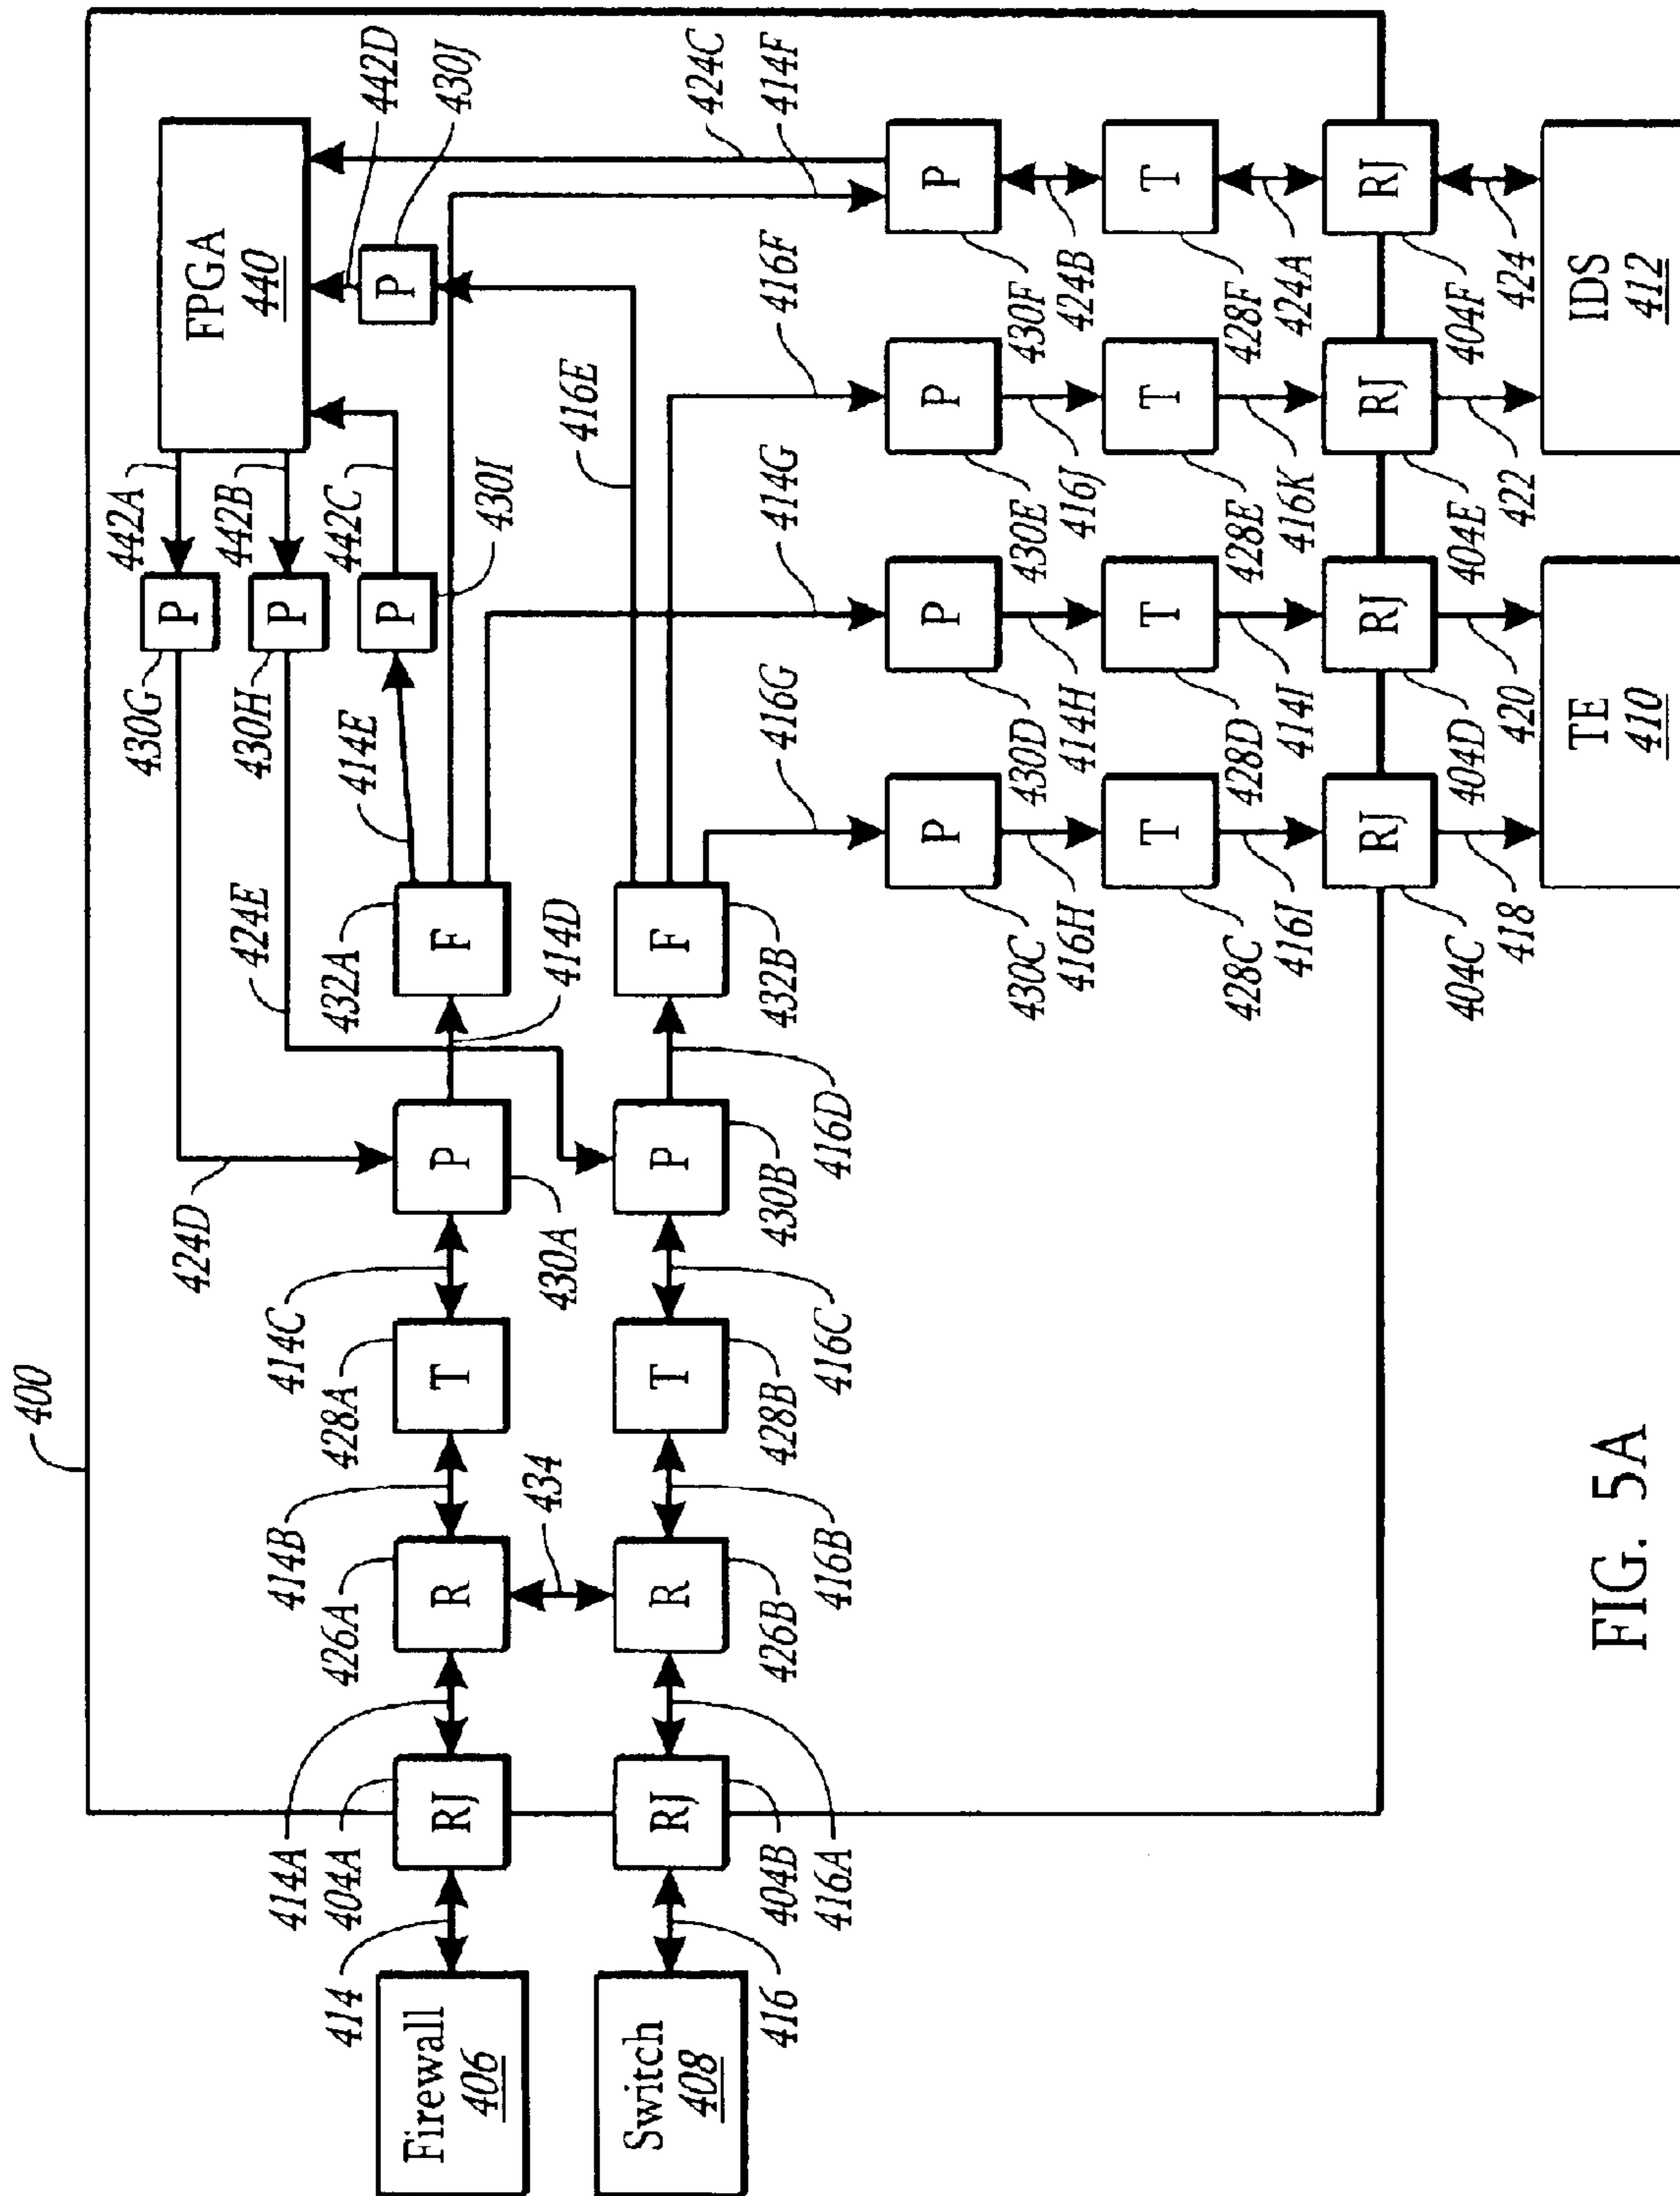 400
424D
424E
430G
P
442A
FPGA
440
430H
P
442B
442C
P
442D
430J
414E
P
430I
414
414A
404A
426A
414B
428A
414C
432A
Firewall
406
RJ
R
T
P
F
414D
434
430A
416E
Switch
408
RJ
R
T
P
F
416
404B
416A
426B
416B
428B
416C
430B
416D
432B
416G
414G
416F
424C
414F
P
P
P
P
430C
416H
430D
414H
430E
416J
430F
424B
T
T
T
T
428C
416I
428D
414I
428E
416K
428F
424A
RJ
RJ
RJ
RJ
404C
418
404D
420
404E
422
404F
424
TE
410
IDS
412
FIG. 5A